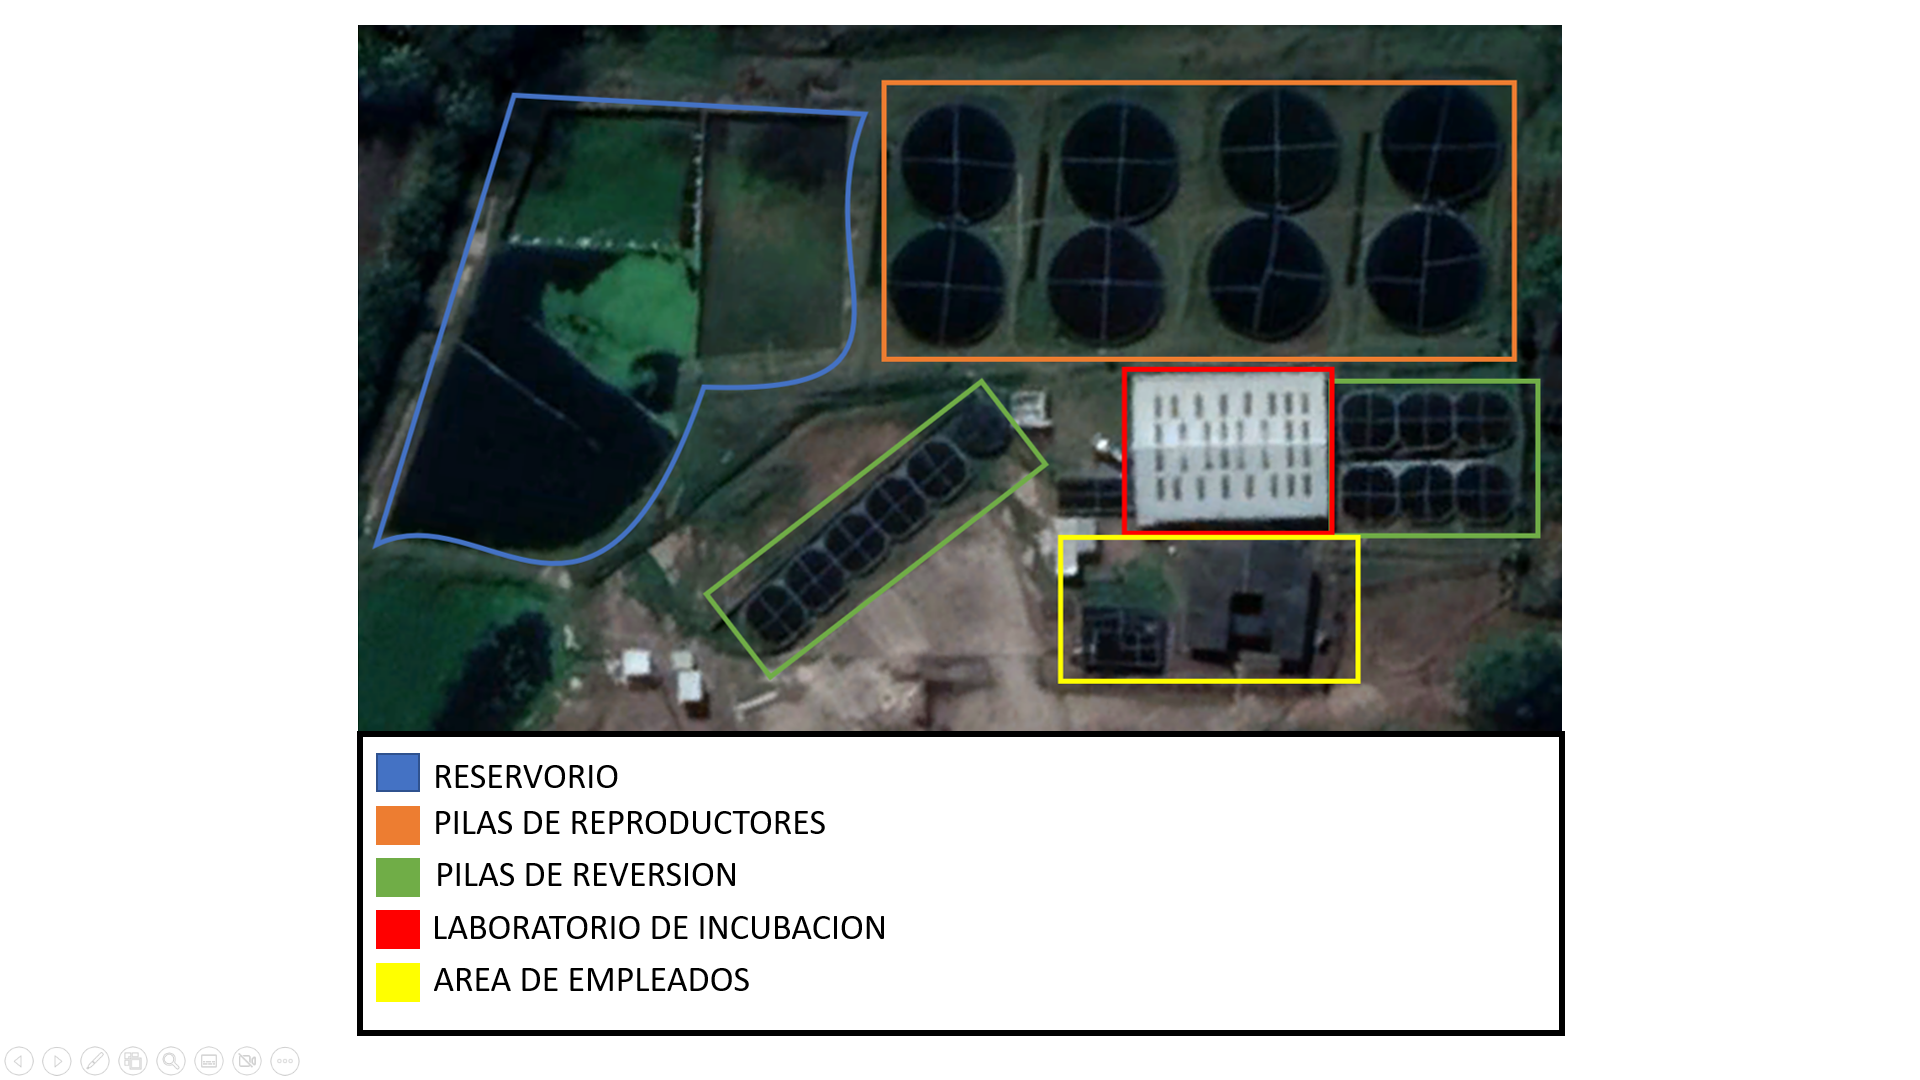 RESERVORIO
PILAS DE REPRODUCTORES
PILAS DE REVERSION
LABORATORIO DE INCUBACION
AREA DE EMPLEADOS